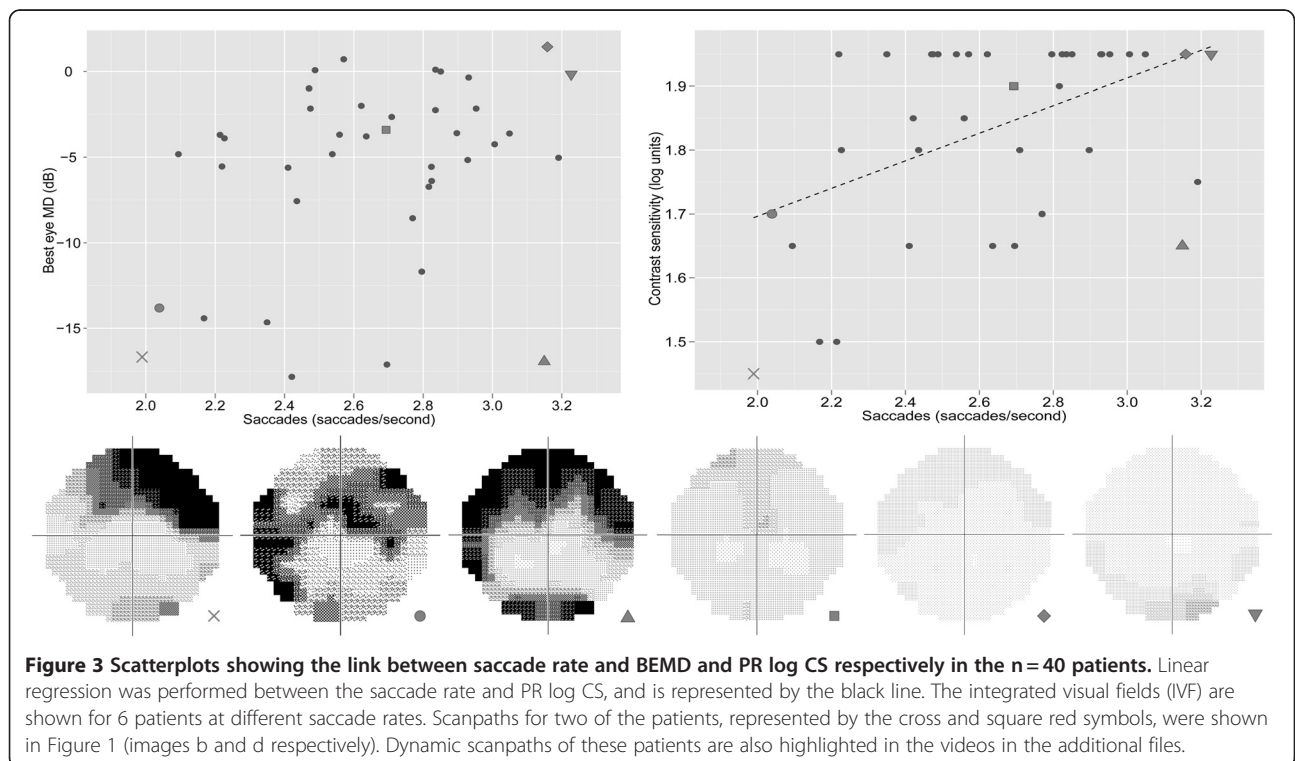 0
−5
−10
−15
Best eye MD (dB)
2.0 2.2 2.4 2.6 2.8 3.0 3.2
Saccades (saccades/second)
1.9
1.8
1.7
1.6
1.5
Contrast sensitivity (log units)
2.0 2.2 2.4 2.6 2.8 3.0 3.2
Saccades (saccades/second)
Figure 3 Scatterplots showing the link between saccade rate and BEMD and PR log CS respectively in the n = 40 patients. Linear
regression was performed between the saccade rate and PR log CS, and is represented by the black line. The integrated visual fields (IVF) are
shown for 6 patients at different saccade rates. Scanpaths for two of the patients, represented by the cross and square red symbols, were shown
in Figure 1 (images b and d respectively). Dynamic scanpaths of these patients are also highlighted in the videos in the additional files.